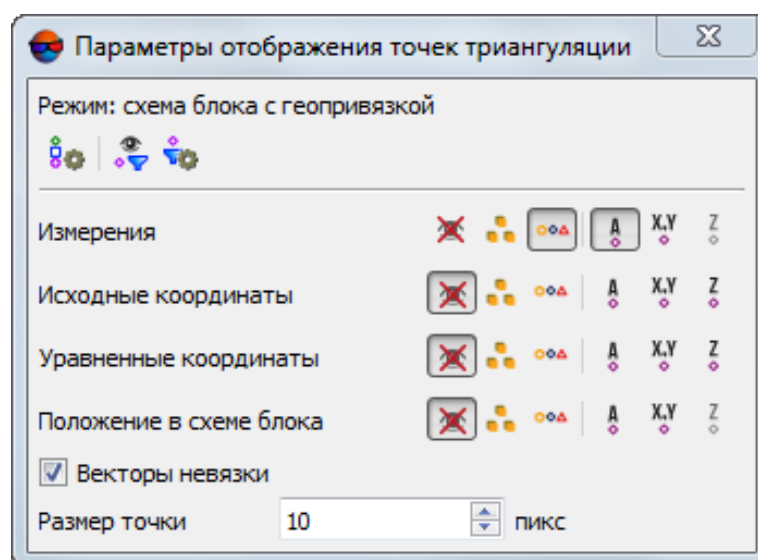 Параметры отображения точек триангуляции
Режим: схема блока с геопривязкой
Измерения A X,Y Z
Исходные координаты A X,Y Z
Уравненные координаты A X,Y Z
Положение в схеме блока A X,Y Z
Векторы невязки
Размер точки 10 пикс